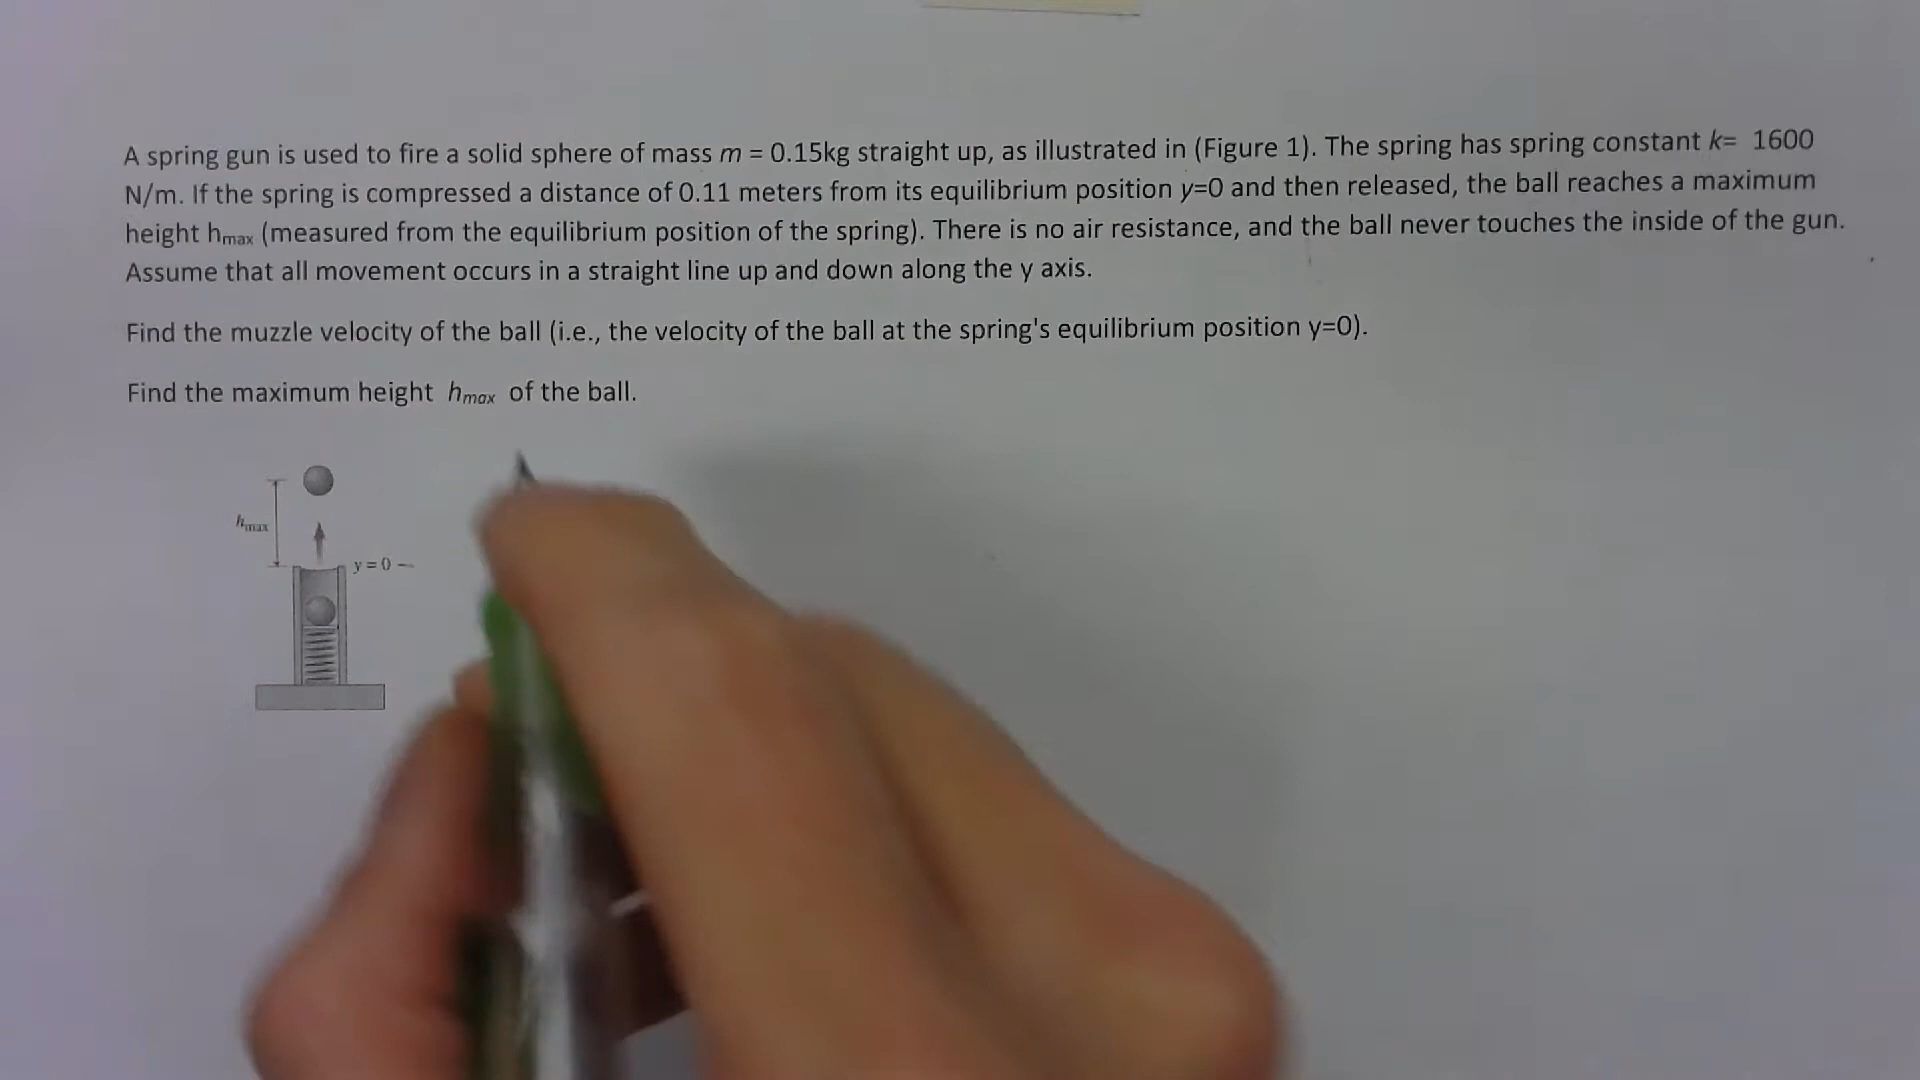 A spring gun is used to fire a solid sphere of mass m = 0.15kg straight up, as illustrated in (Figure 1). The spring has spring constant k= 1600
N/m. If the spring is compressed a distance of 0.11 meters from its equilibrium position y=0 and then released, the ball reaches a maximum
height hmax (measured from the equilibrium position of the spring). There is no air resistance, and the ball never touches the inside of the gun.
Assume that all movement occurs in a straight line up and down along the y axis.
Find the muzzle velocity of the ball (i.e., the velocity of the ball at the spring's equilibrium position y=0).
Find the maximum height hmax of the ball.
hmax
y = 0